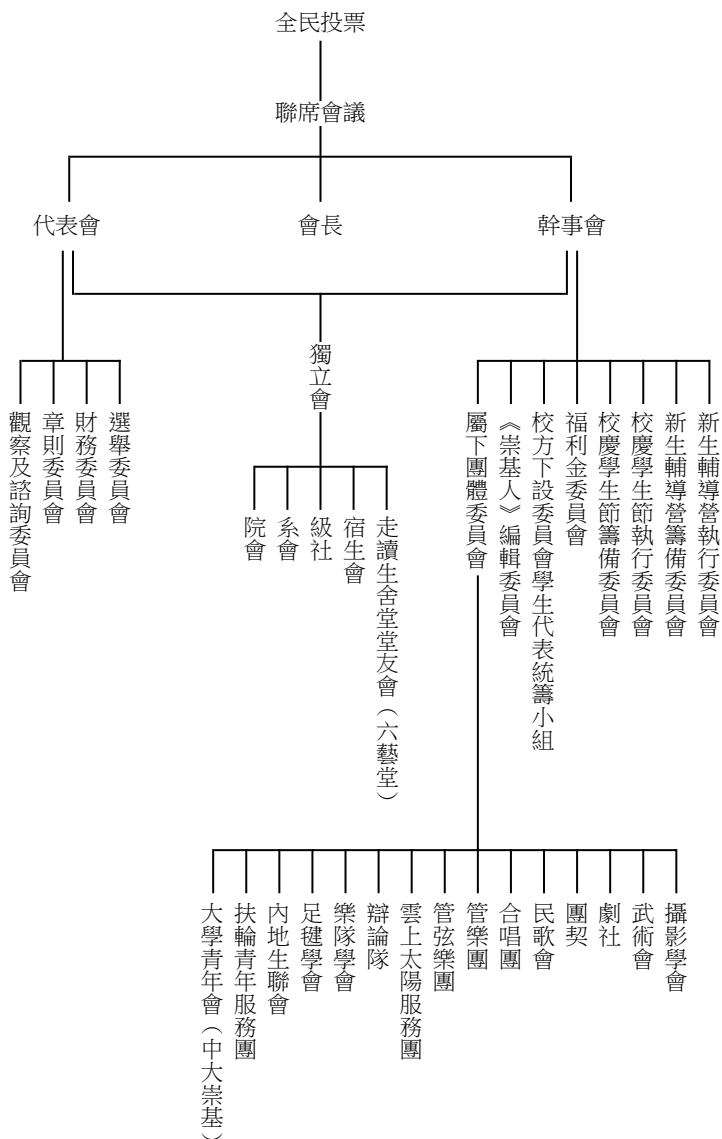 全民投票
聯席會議
代表會
會長
幹事會
獨立會
觀察及諮詢委員會
章則委員會
財務委員會
選舉委員會
院會
系會
級社
宿生會
走讀生舍堂堂友會（六藝堂）
屬下團體委員會
《崇基人》編輯委員會
校方下設委員會學生代表統籌小組
福利金委員會
校慶學生節籌備委員會
校慶學生節執行委員會
新生輔導營籌備委員會
新生輔導營執行委員會
大學青年會（中大崇基）
扶輪青年服務團
內地生聯會
足毽學會
樂隊學會
辯論隊
雲上太陽服務團
管弦樂團
管樂團
合唱團
民歌會
團契
劇社
武術會
攝影學會